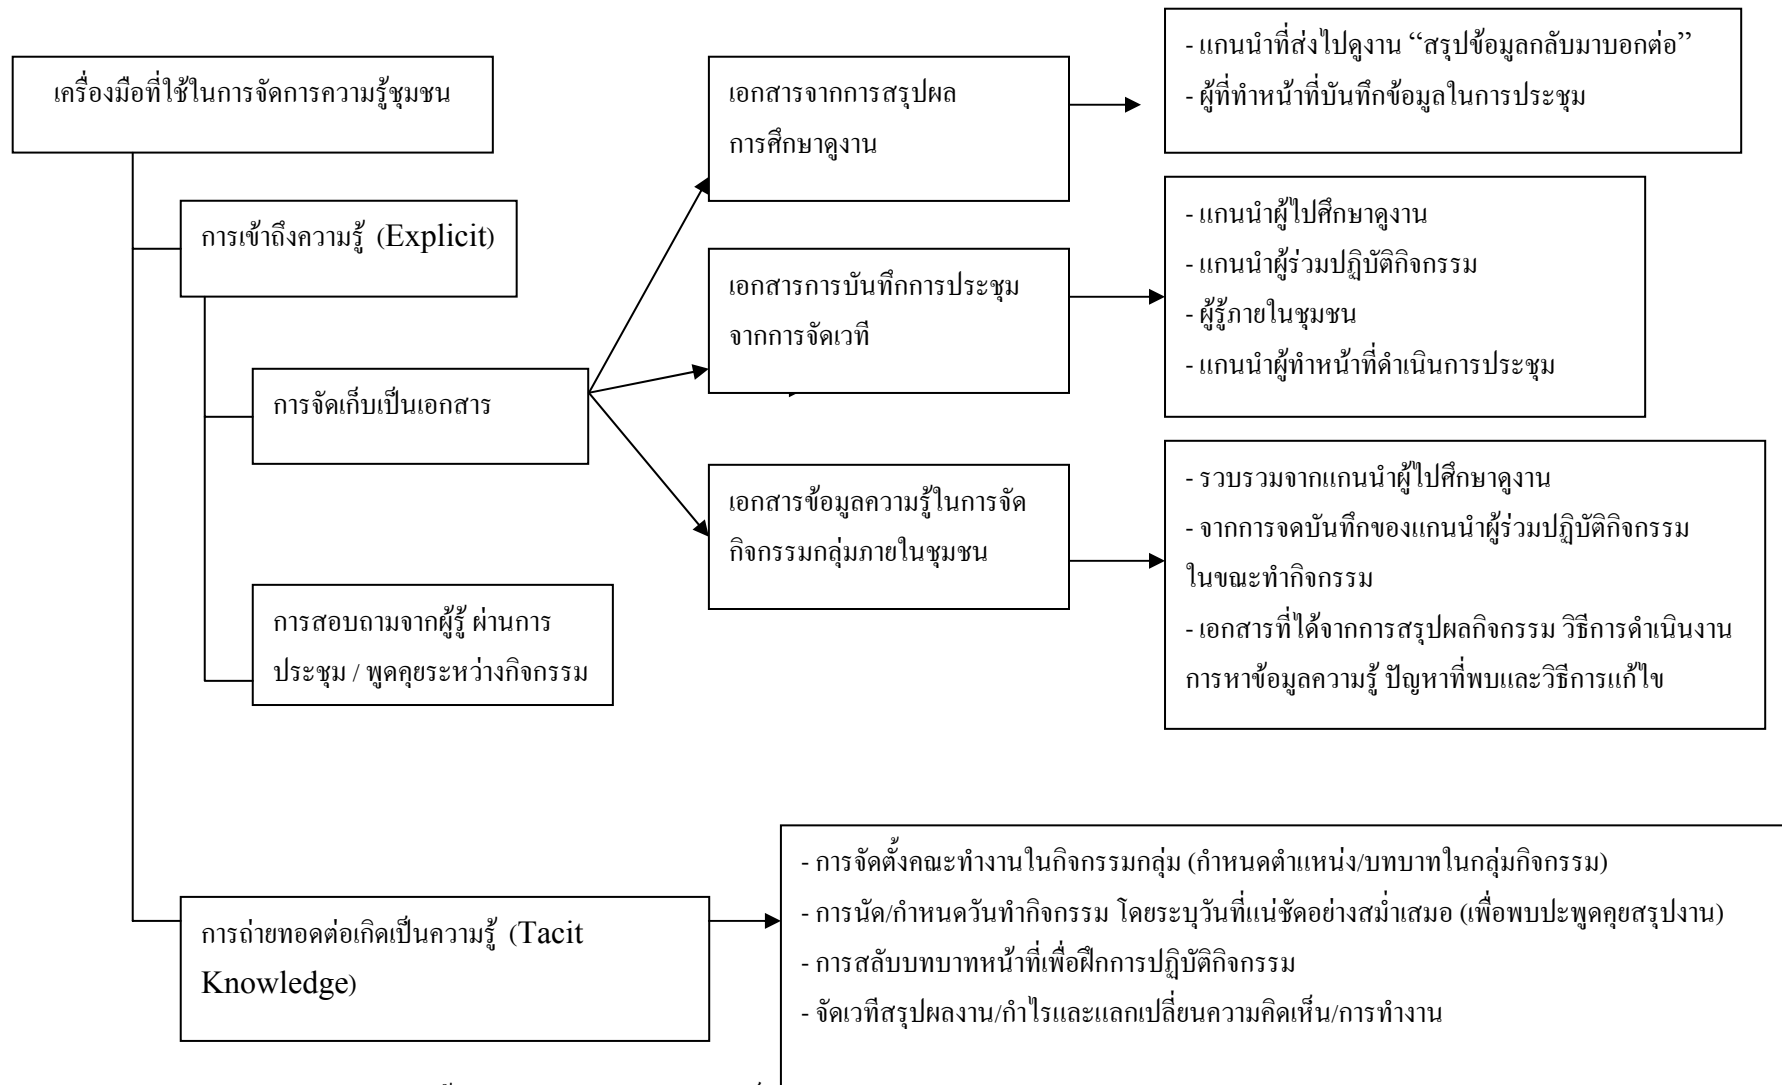 เครื่องมือที่ใช้ในการจัดการความรู้ชุมชน
การเข้าถึงความรู้ (Explicit)
การจัดเก็บเป็นเอกสาร
การสอบถามจากผู้รู้ ผ่านการ
ประชุม / พูดคุยระหว่างกิจกรรม
เอกสารจากการสรุปผล
การศึกษาดูงาน
- แกนนำที่ส่งไปดูงาน “สรุปข้อมูลกลับมาบอกต่อ”
- ผู้ที่ทำหน้าที่บันทึกข้อมูลในการประชุม
เอกสารการบันทึกการประชุม
จากการจัดเวที
- แกนนำผู้ไปศึกษาดูงาน
- แกนนำผู้ร่วมปฏิบัติกิจกรรม
- ผู้รู้ภายในชุมชน
- แกนนำผู้ทำหน้าที่ดำเนินการประชุม
เอกสารข้อมูลความรู้ในการจัด
กิจกรรมกลุ่มภายในชุมชน
- รวบรวมจากแกนนำผู้ไปศึกษาดูงาน
- จากการจดบันทึกของแกนนำผู้ร่วมปฏิบัติกิจกรรม
ในขณะทำกิจกรรม
- เอกสารที่ได้จากการสรุปผลกิจกรรม วิธีการดำเนินงาน
การหาข้อมูลความรู้ ปัญหาที่พบและวิธีการแก้ไข
การถ่ายทอดต่อเกิดเป็นความรู้ (Tacit
Knowledge)
- การจัดตั้งคณะทำงานในกิจกรรมกลุ่ม (กำหนดตำแหน่ง/บทบาทในกลุ่มกิจกรรม)
- การนัด/กำหนดวันทำกิจกรรม โดยระบุวันที่แน่ชัดอย่างสม่ำเสมอ (เพื่อพบปะพูดคุยสรุปงาน)
- การสลับบทบาทหน้าที่เพื่อฝึกการปฏิบัติกิจกรรม
- จัดเวทีสรุปผลงาน/กำไรและแลกเปลี่ยนความคิดเห็น/การทำงาน